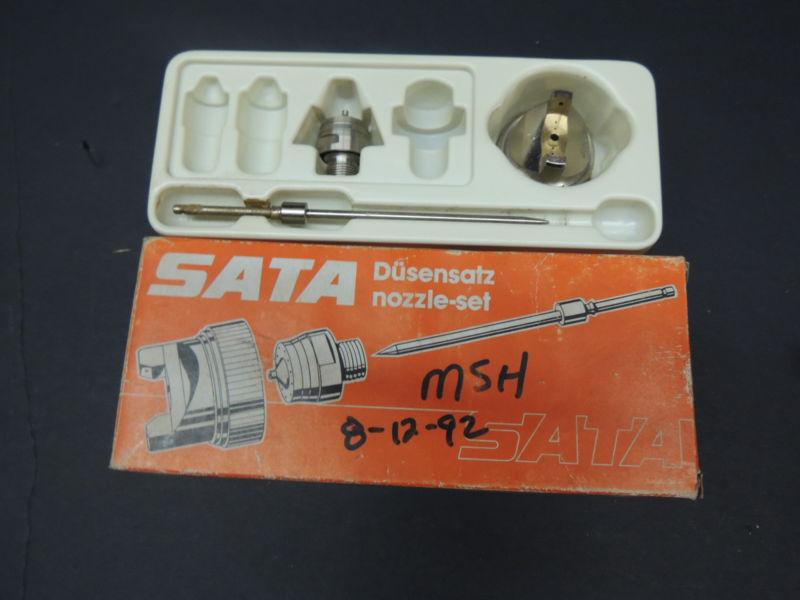 SATA
Düsensatz
nozzle-set
MSH
8-12-92
SATA